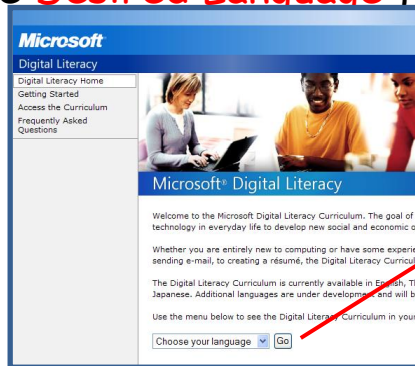 Desired Language
Microsoft
Digital Literacy
Digital Literacy Home
Getting Started
Access the Curriculum
Frequently Asked
Questions
Microsoft® Digital Literacy
Welcome to the Microsoft Digital Literacy Curriculum. The goal of
technology in everyday life to develop new social and economic
Whether you are entirely new to computing or have some
sending e-mail, to creating a résumé, the Digital Literacy
The Digital Literacy Curriculum is currently available in English,
Japanese. Additional languages are under development and will
Use the menu below to see the Digital Literacy Curriculum in your
Choose your language Go